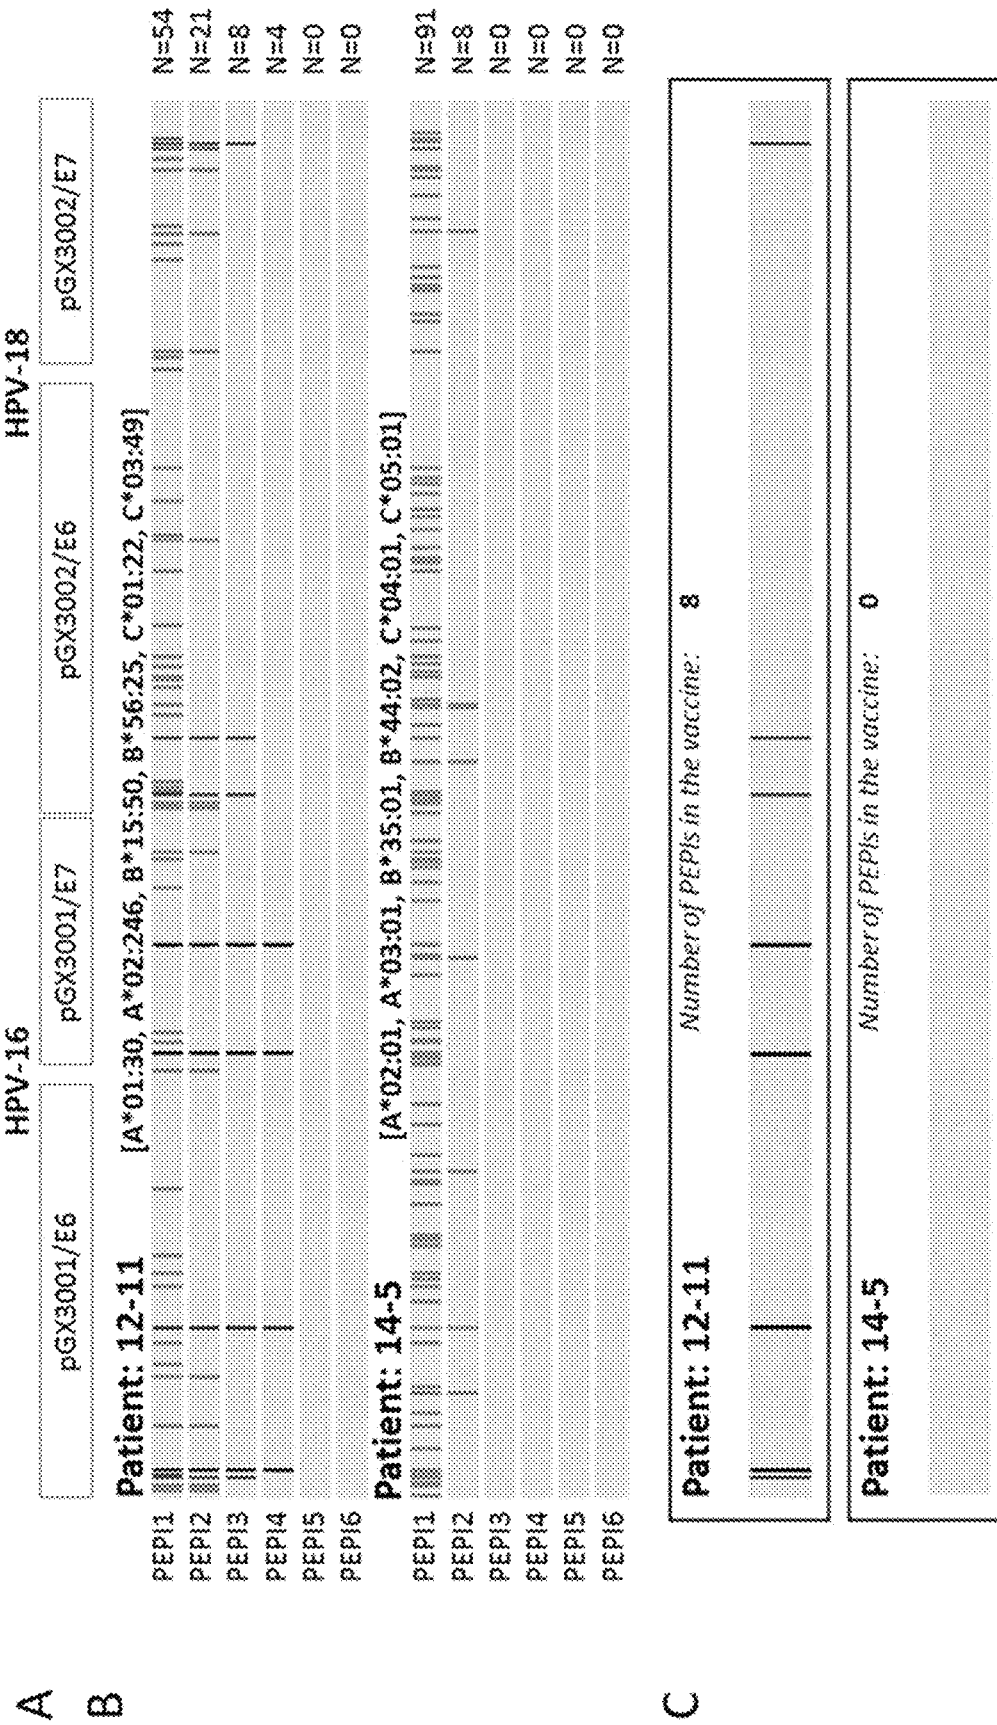 A
HPV-16
HPV-18
pGX3001/E6
pGX3001/E7
pGX3002/E6
pGX3002/E7
B
Patient: 12-11
[A*01:30, A*02:246, B*15:50, B*56:25, C*01:22, C*03:49]
PEPI1
N=54
PEPI2
N=21
PEPI3
N=8
PEPI4
N=4
PEPI5
N=0
PEPI6
N=0
Patient: 14-5
[A*02:01, A*03:01, B*35:01, B*44:02, C*04:01, C*05:01]
PEPI1
N=91
PEPI2
N=8
PEPI3
N=0
PEPI4
N=0
PEPI5
N=0
PEPI6
N=0
C
Patient: 12-11
Number of PEPIs in the vaccine: 8
Patient: 14-5
Number of PEPIs in the vaccine: 0